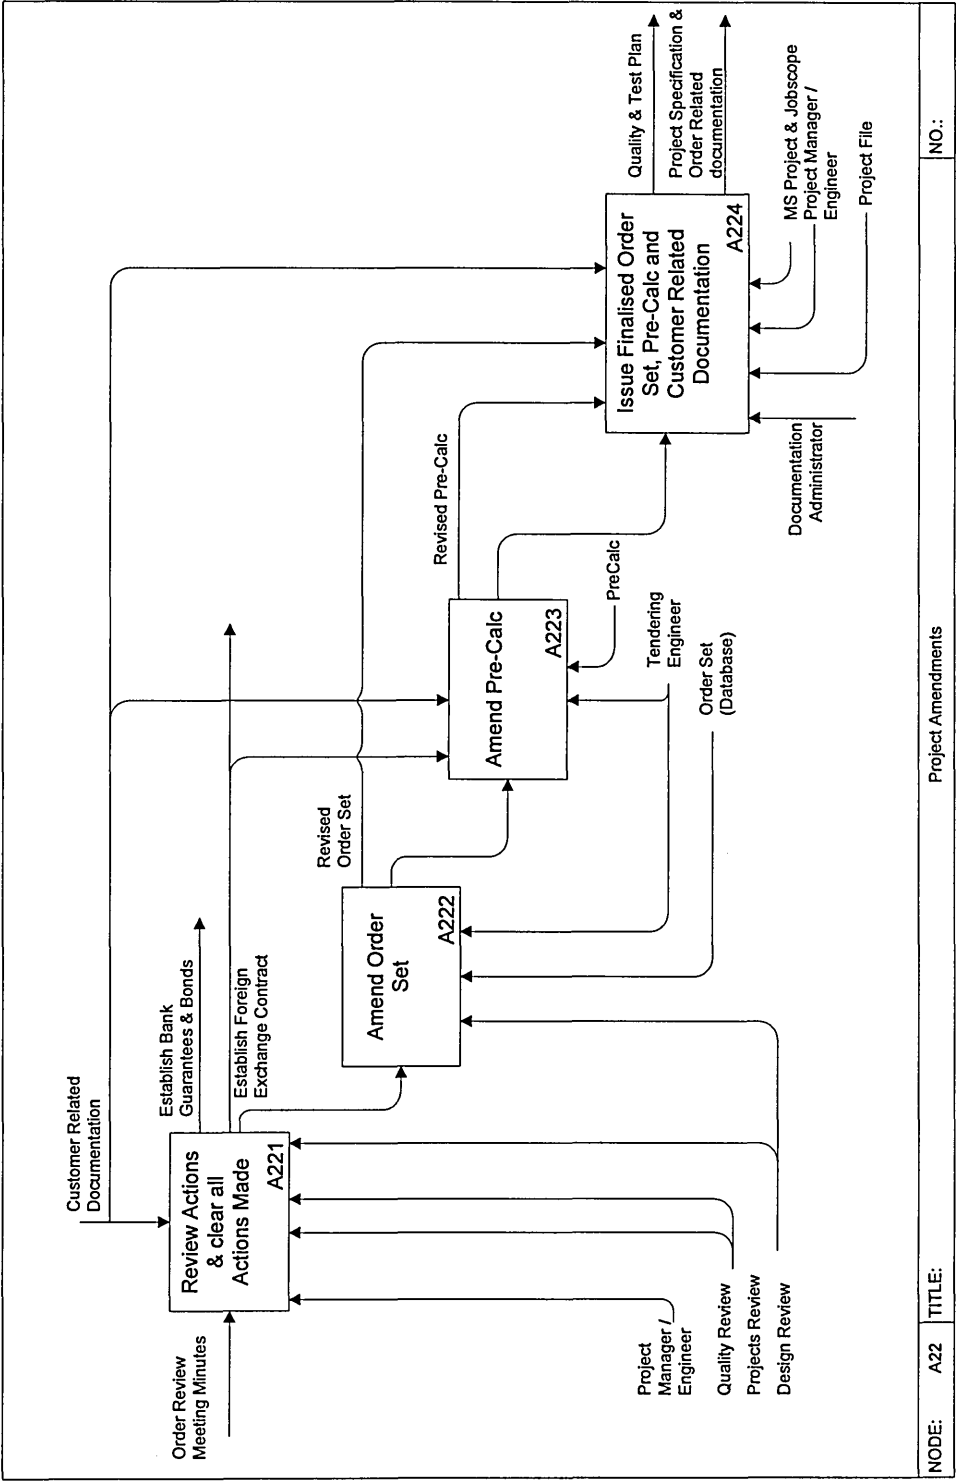 Customer Related
Documentation
Order Review
Meeting Minutes
Review Actions
& clear all
Actions Made
A221
Establish Bank
Guarantees & Bonds
Establish Foreign
Exchange Contract
Amend Order
Set
A222
Revised
Order Set
Amend Pre-Calc
A223
Revised Pre-Calc
Issue Finalised Order
Set, Pre-Calc and
Customer Related
Documentation
A224
Quality & Test Plan
Project Specification &
Order Related
documentation
Project
Manager /
Engineer
Quality Review
Projects Review
Design Review
PreCalc
Tendering
Engineer
Order Set
(Database)
Documentation
Administrator
MS Project & Jobscope
Project Manager /
Engineer
Project File
NODE:
A22
TITLE:
Project Amendments
NO.: